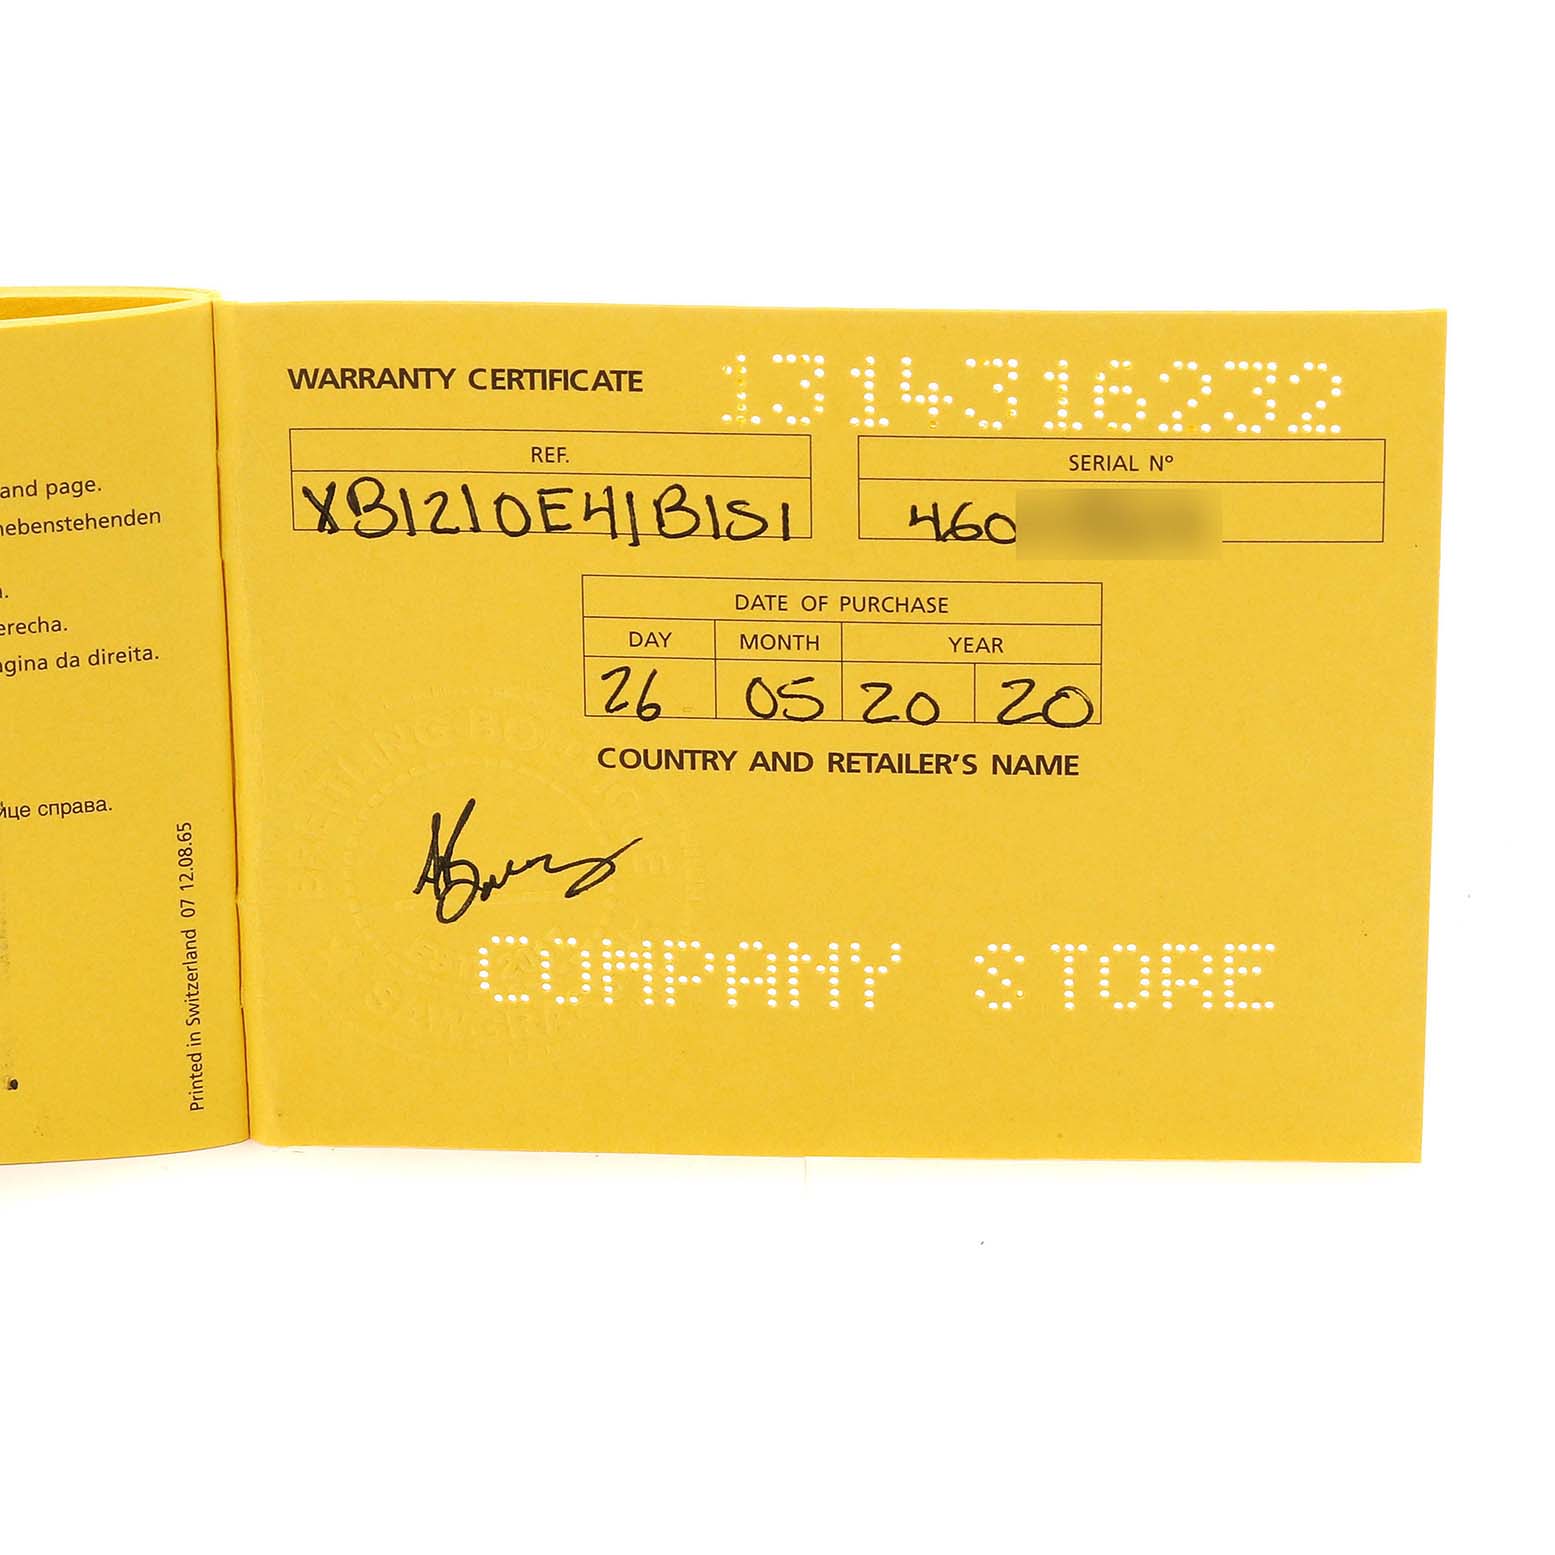 and page.
nebenstehenden
erecha.
agina da direita.
ице справа.
Printed in Switzerland 07 12.08.65
WARRANTY CERTIFICATE 1314316232
REF.
XB1210E41B1S1
SERIAL Nº
460
DATE OF PURCHASE
DAY MONTH YEAR
26 05 20 20
COUNTRY AND RETAILER'S NAME
COMPANY STORE